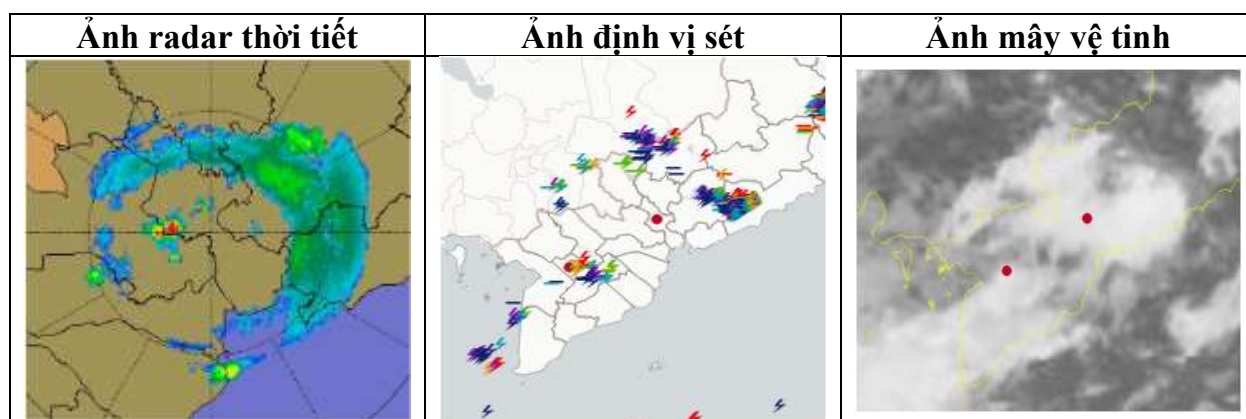 Ảnh radar thời tiết
Ảnh định vị sét
Ảnh mây vệ tinh